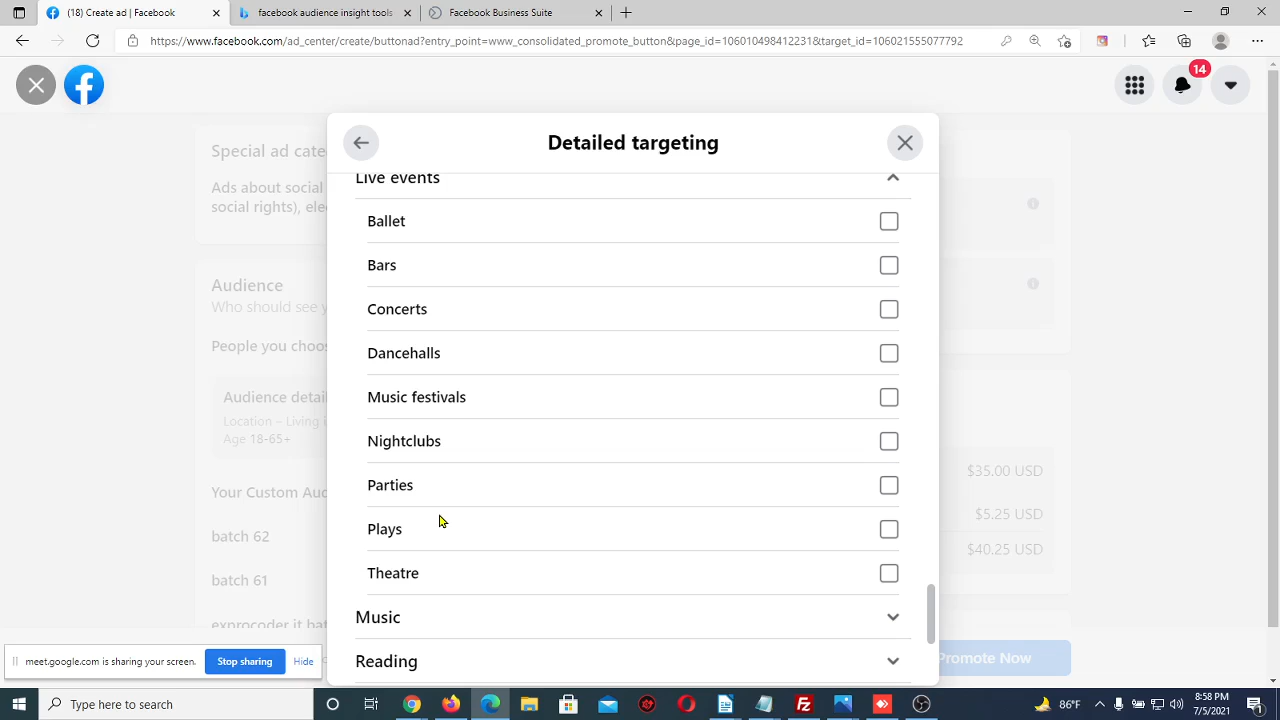 (18) Create ad | Facebook
facebook tools
Facebook Business Suite
https://www.facebook.com/ad_center/create/buttonad?entry_point=www_consolidated_promote_button&page_id=106010498412231&target_id=106021555077792
14
Detailed targeting
Special ad cate
Ads about social
social rights), ele
Audience
Who should see y
People you choos
Audience detail
Location – Living i
Age 18-65+
Your Custom Aud
batch 62
batch 61
exprocoder it bat
Live events
Ballet
Bars
Concerts
Dancehalls
Music festivals
Nightclubs
Parties
Plays
Theatre
Music
Reading
$35.00 USD
$5.25 USD
$40.25 USD
Promote Now
meet.google.com is sharing your screen.
Stop sharing
Hide
Type here to search
86°F
8:58 PM
7/5/2021